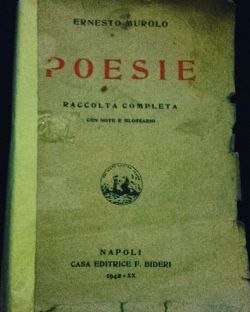 ERNESTO MUROLO
POESIE
RACCOLTA COMPLETA
CON NOTE E GLOSSARIO
NAPOLI
CASA EDITRICE F. BIDERI
1942-XX